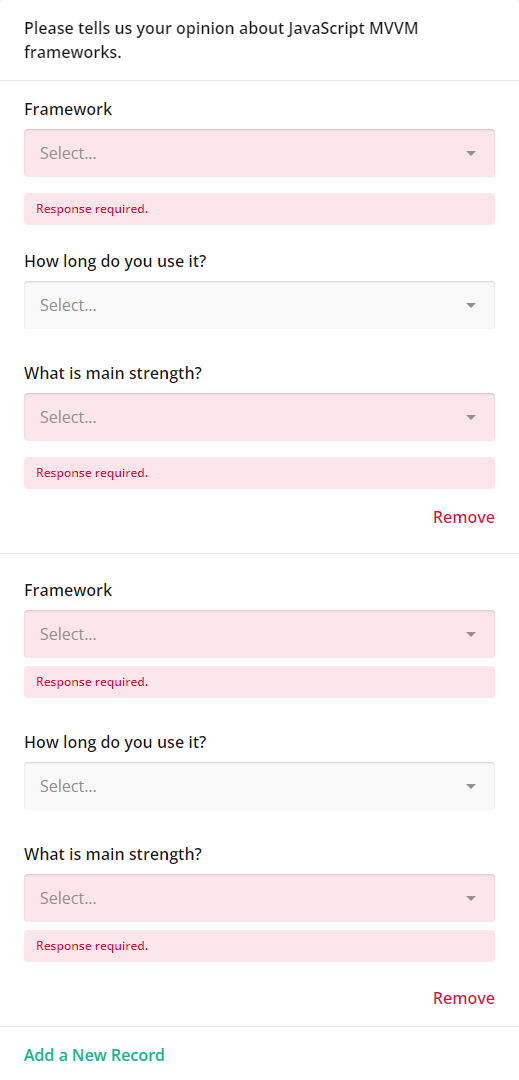 Please tells us your opinion about JavaScript MVVM
frameworks.
Framework
Select...
Response required.
How long do you use it?
Select...
What is main strength?
Select...
Response required.
Remove
Framework
Select...
Response required.
How long do you use it?
Select...
What is main strength?
Select...
Response required.
Remove
Add a New Record